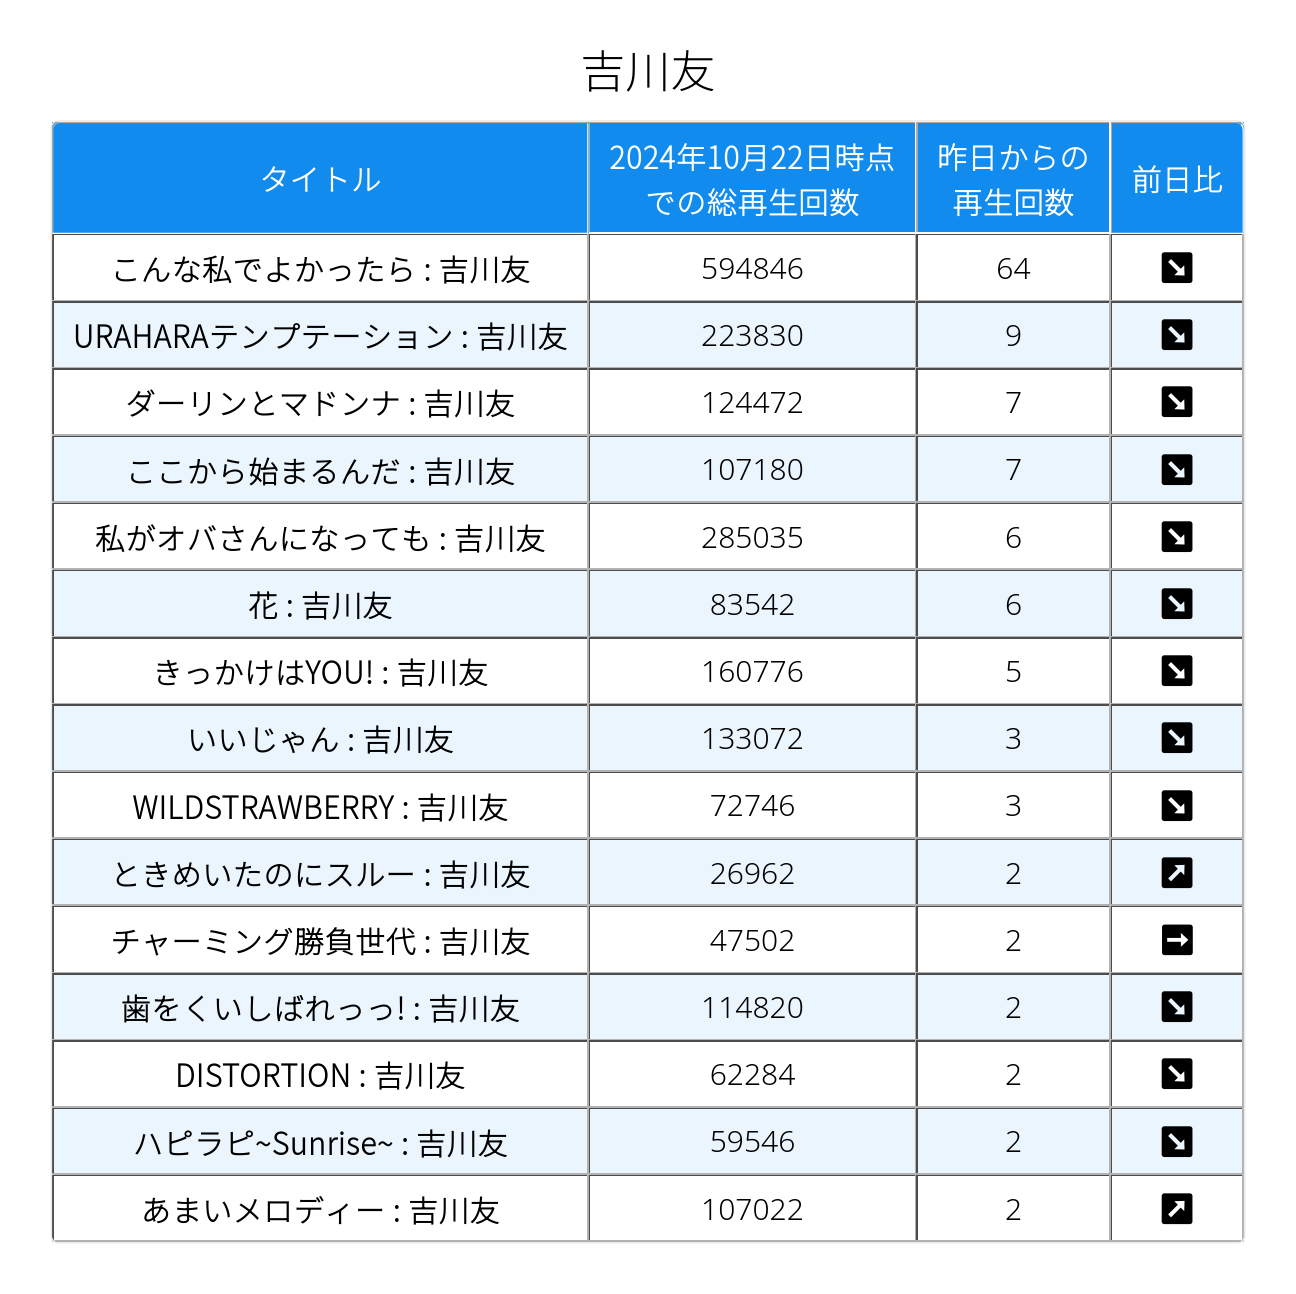 吉川友
タイトル 2024年10月22日時点での総再生回数 昨日からの再生回数 前日比
こんな私でよかったら : 吉川友 594846 64 ↘
URAHARAテンプテーション : 吉川友 223830 9 ↘
ダーリンとマドンナ : 吉川友 124472 7 ↘
ここから始まるんだ : 吉川友 107180 7 ↘
私がオバさんになっても : 吉川友 285035 6 ↘
花 : 吉川友 83542 6 ↘
きっかけはYOU! : 吉川友 160776 5 ↘
いいじゃん : 吉川友 133072 3 ↘
WILDSTRAWBERRY : 吉川友 72746 3 ↘
ときめいたのにスルー : 吉川友 26962 2 ↗
チャーミング勝負世代 : 吉川友 47502 2 →
歯をくいしばれっっ! : 吉川友 114820 2 ↘
DISTORTION : 吉川友 62284 2 ↘
ハピラピ~Sunrise~ : 吉川友 59546 2 ↘
あまいメロディー : 吉川友 107022 2 ↗